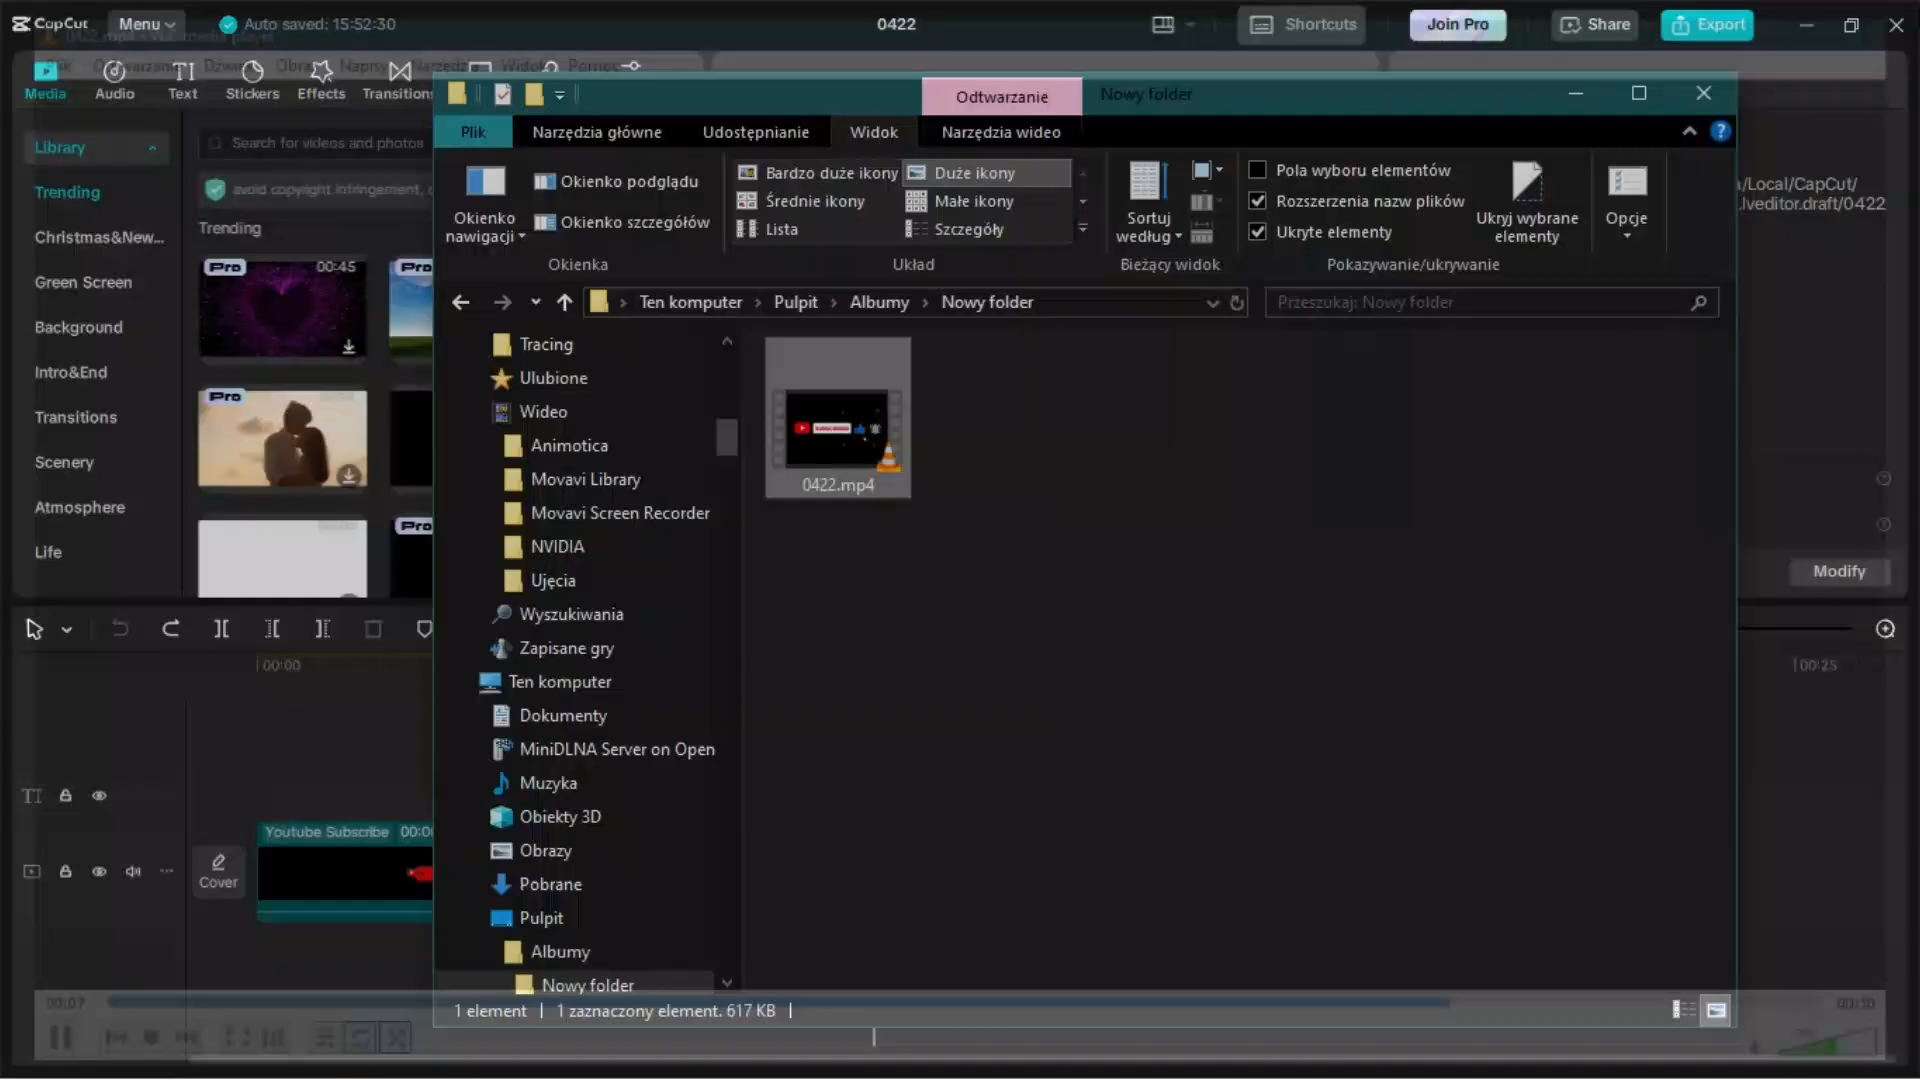 CapCut
Menu
Auto saved: 15:52:30
0422
Shortcuts
Join Pro
Share
Export
Media
Audio
Text
Stickers
Effects
Transitions
Library
Trending
Christmas&New...
Green Screen
Background
Intro&End
Transitions
Scenery
Atmosphere
Life
Search for videos and photos
avoid copyright infringement,
Trending
Pro
00:45
Pro
Pro
Pro
Odtwarzanie
Nowy folder
Plik
Narzędzia główne
Udostępnianie
Widok
Narzędzia wideo
Okienko nawigacji
Okienko podglądu
Okienko szczegółów
Okienka
Bardzo duże ikony
Duże ikony
Średnie ikony
Małe ikony
Lista
Szczegóły
Układ
Sortuj według
Bieżący widok
Pola wyboru elementów
Rozszerzenia nazw plików
Ukryte elementy
Ukryj wybrane elementy
Pokazywanie/ukrywanie
Opcje
Ten komputer
Pulpit
Albumy
Nowy folder
Przeszukaj: Nowy folder
Tracing
Ulubione
Wideo
Animotica
Movavi Library
Movavi Screen Recorder
NVIDIA
Ujęcia
Wyszukiwania
Zapisane gry
Ten komputer
Dokumenty
MiniDLNA Server on Open
Muzyka
Obiekty 3D
Obrazy
Pobrane
Pulpit
Albumy
Nowy folder
0422.mp4
1 element
1 zaznaczony element. 617 KB
/Local/CapCut/
.lveditor.draft/0422
Modify
00:00
00:25
TI
Youtube Subscribe
Cover
00:07
00:10